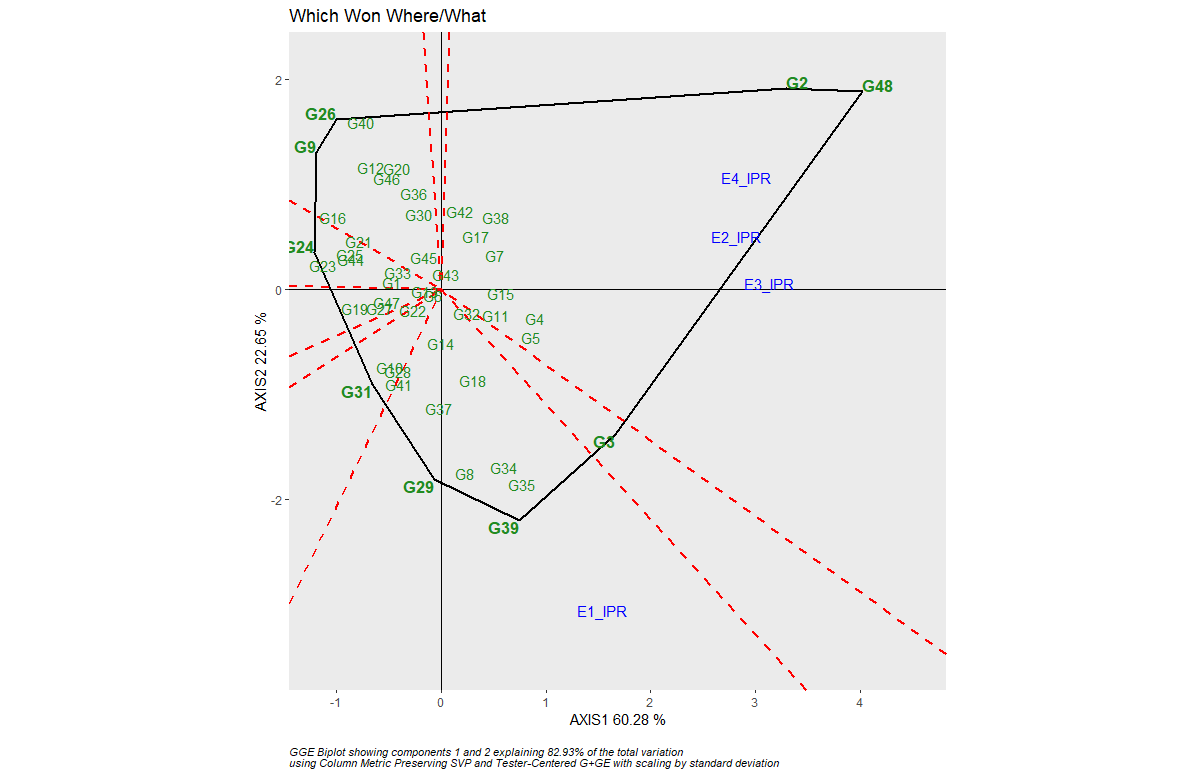 Which Won Where/What
G2
G48
G26
G40
G9
G12
G20
G46
G36
G30
G42
G38
G16
G17
G24
G21
G25
G44
G23
G45
G7
G33
G43
G1
G15
G6
G47
G19
G27
G22
G32
G11
G4
G5
G14
G10
G28
G41
G31
G18
G37
G3
G8
G34
G35
G29
G39
E4_IPR
E2_IPR
E3_IPR
E1_IPR
2
0
-2
AXIS2 22.65 %
-1
0
1
2
3
4
AXIS1 60.28 %
GGE Biplot showing components 1 and 2 explaining 82.93% of the total variation
using Column Metric Preserving SVP and Tester-Centered G+GE with scaling by standard deviation